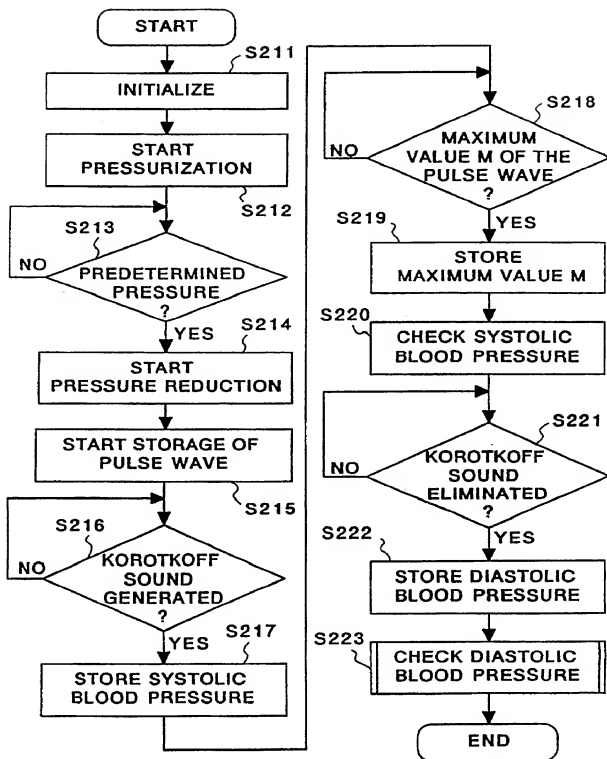 START
S211
INITIALIZE
START
PRESSURIZATION
S212
S213
NO
PREDETERMINED
PRESSURE
?
YES
S214
START
PRESSURE REDUCTION
START STORAGE OF
PULSE WAVE
S215
S216
NO
KOROTKOFF
SOUND
GENERATED
?
YES
S217
STORE SYSTOLIC
BLOOD PRESSURE
S218
NO
MAXIMUM
VALUE M OF THE
PULSE WAVE
?
YES
S219
STORE
MAXIMUM VALUE M
S220
CHECK SYSTOLIC
BLOOD PRESSURE
S221
NO
KOROTKOFF
SOUND
ELIMINATED
?
YES
S222
STORE DIASTOLIC
BLOOD PRESSURE
S223
CHECK DIASTOLIC
BLOOD PRESSURE
END